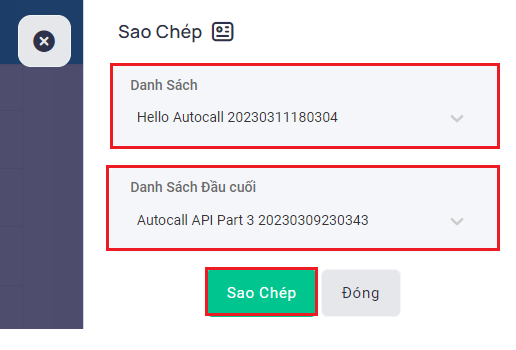 Sao Chép
Danh Sách
Hello Autocall 20230311180304
Danh Sách Đầu cuối
Autocall API Part 3 20230309230343
Sao Chép
Đóng